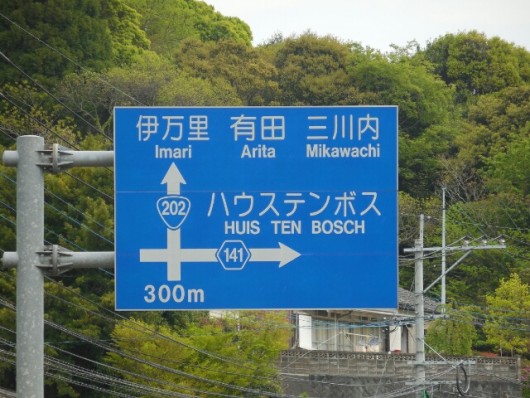 伊万里 有田 三川内
Imari Arita Mikawachi
202
ハウステンボス
HUIS TEN BOSCH
141
300m